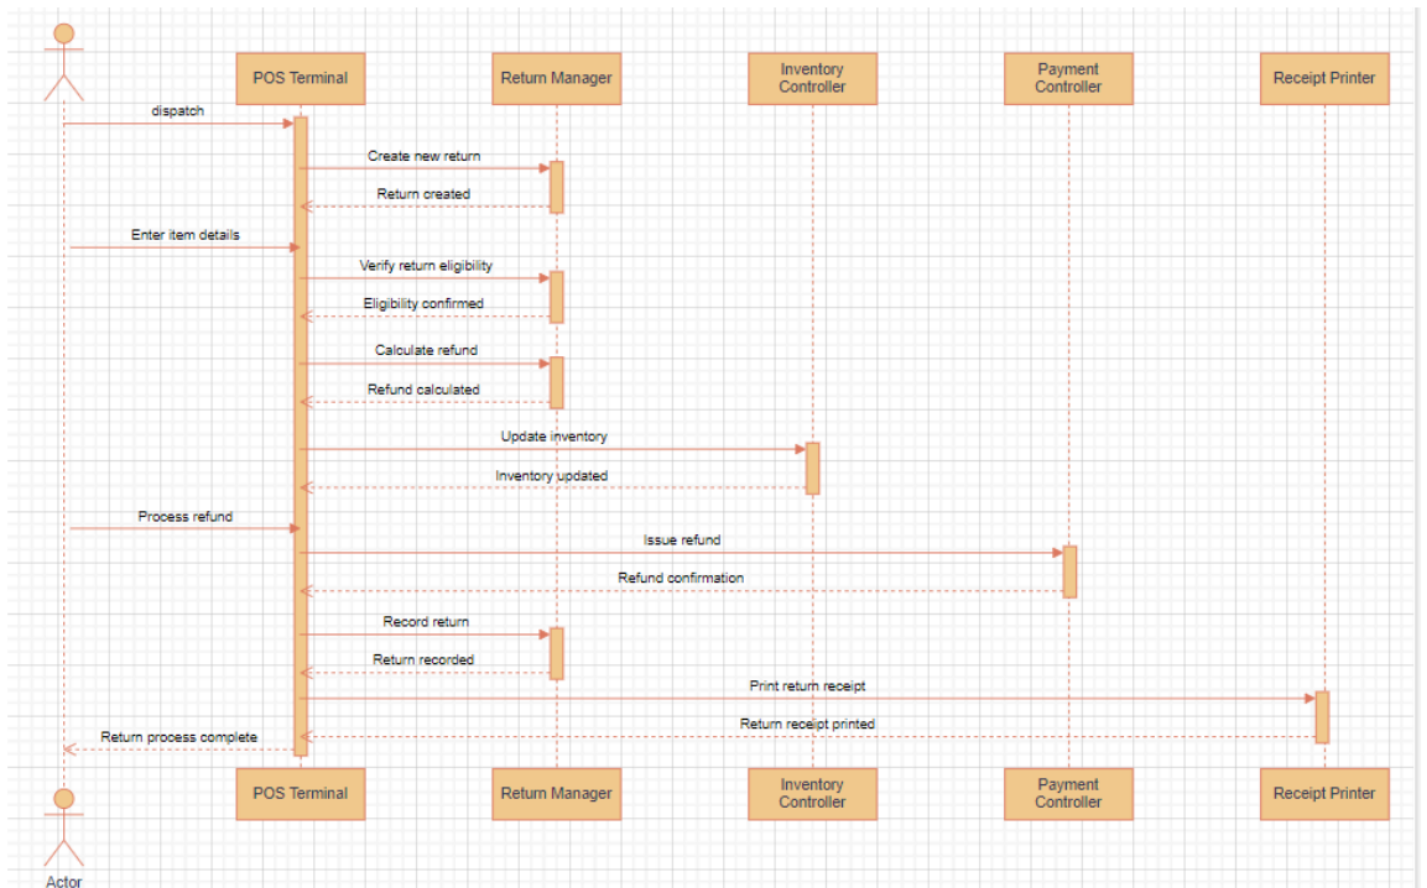 POS Terminal
Return Manager
Inventory
Controller
Payment
Controller
Receipt Printer
dispatch
Create new return
Return created
Enter item details
Verify return eligibility
Eligibility confirmed
Calculate refund
Refund calculated
Update inventory
Inventory updated
Process refund
Issue refund
Refund confirmation
Record return
Return recorded
Print return receipt
Return receipt printed
Return process complete
POS Terminal
Return Manager
Inventory
Controller
Payment
Controller
Receipt Printer
Actor